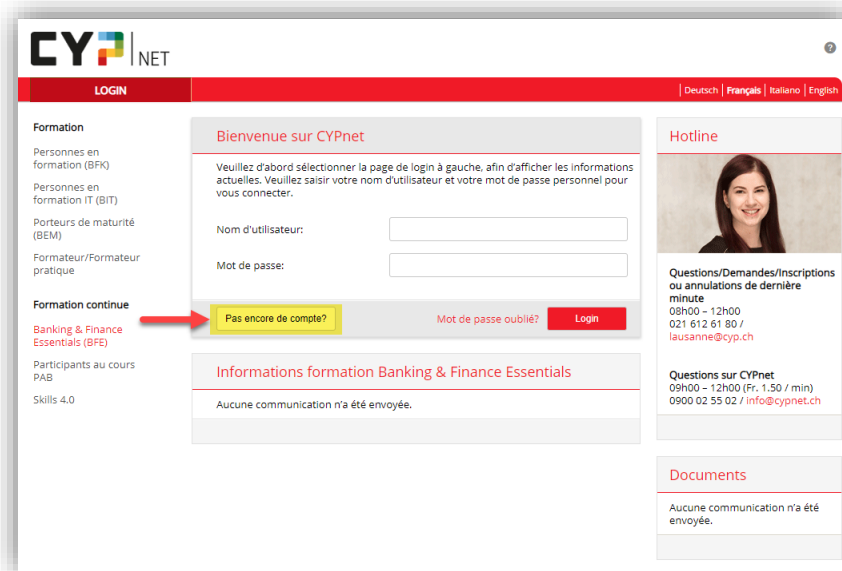 CYP NET
?
LOGIN
Deutsch | Français | Italiano | English
Formation
Personnes en
formation (BFK)
Personnes en
formation IT (BIT)
Porteurs de maturité
(BEM)
Formateur/Formateur
pratique
Formation continue
Banking & Finance
Essentials (BFE)
Participants au cours
PAB
Skills 4.0
Bienvenue sur CYPnet
Veuillez d'abord sélectionner la page de login à gauche, afin d'afficher les informations
actuelles. Veuillez saisir votre nom d'utilisateur et votre mot de passe personnel pour
vous connecter.
Nom d'utilisateur:
Mot de passe:
Pas encore de compte?
Mot de passe oublié?
Login
Informations formation Banking & Finance Essentials
Aucune communication n'a été envoyée.
Hotline
Questions/Demandes/Inscriptions
ou annulations de dernière
minute
08h00 – 12h00
021 612 61 80 /
lausanne@cyp.ch
Questions sur CYPnet
09h00 – 12h00 (Fr. 1.50 / min)
0900 02 55 02 / info@cypnet.ch
Documents
Aucune communication n'a été
envoyée.